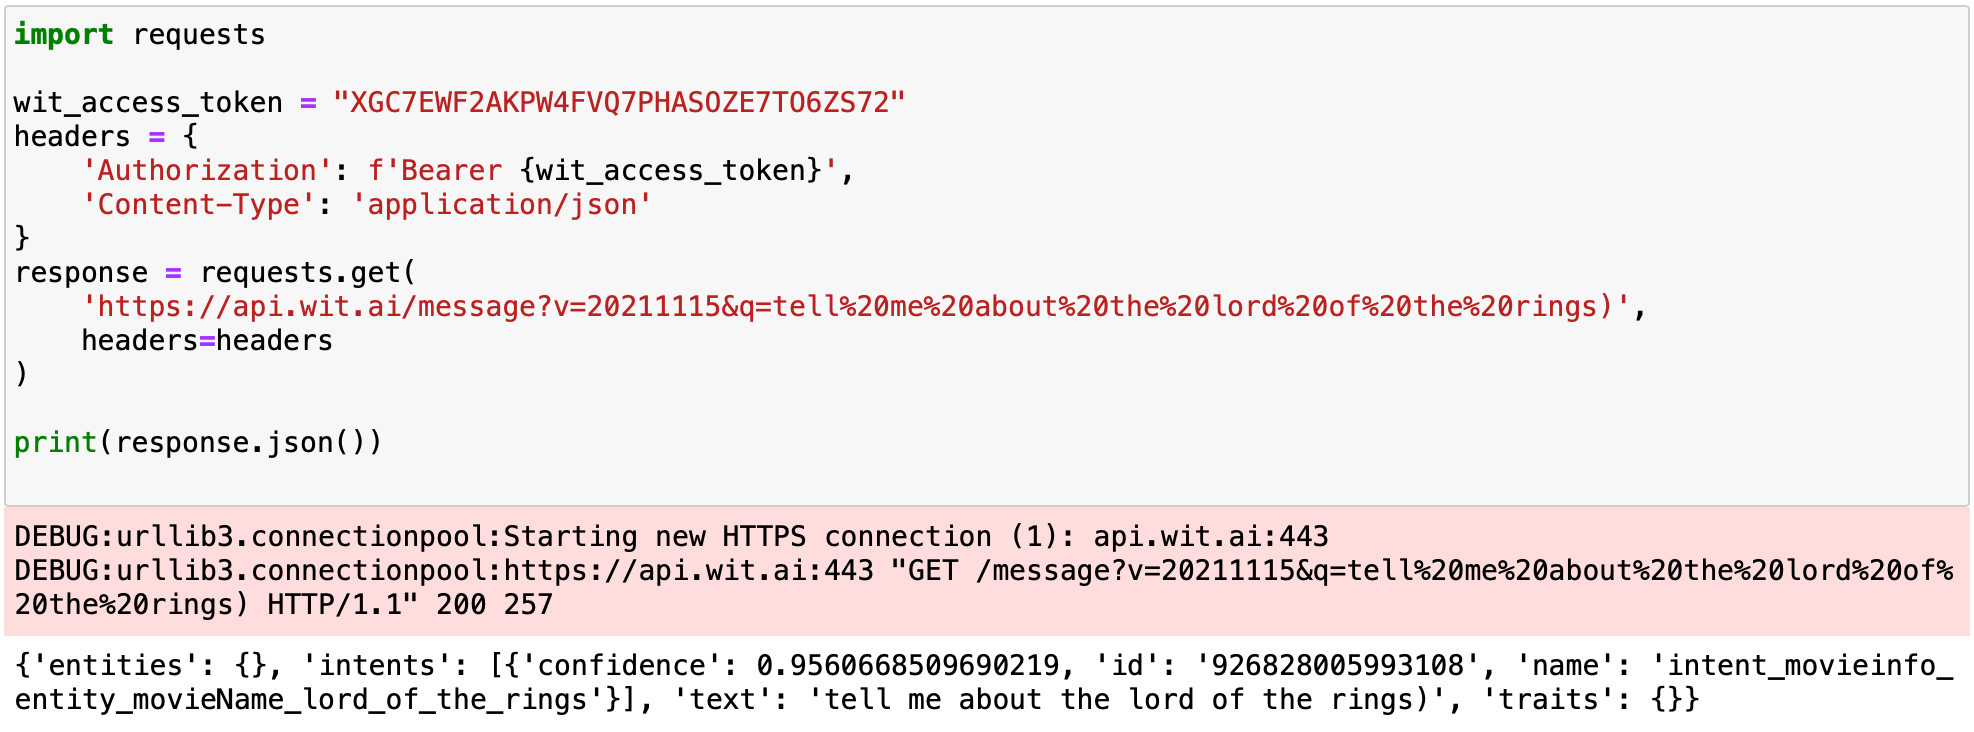 import requests
wit_access_token = "XGC7EWF2AKPW4FVQ7PHASOZE7TO6ZS72"
headers = {
    'Authorization': f'Bearer {wit_access_token}',
    'Content-Type': 'application/json'
}
response = requests.get(
    'https://api.wit.ai/message?v=20211115&q=tell%20me%20about%20the%20lord%20of%20the%20rings)',
    headers=headers
)
print(response.json())
DEBUG:urllib3.connectionpool:Starting new HTTPS connection (1): api.wit.ai:443
DEBUG:urllib3.connectionpool:https://api.wit.ai:443 "GET /message?v=20211115&q=tell%20me%20about%20the%20lord%20of%
20the%20rings) HTTP/1.1" 200 257
{'entities': {}, 'intents': [{'confidence': 0.9560668509690219, 'id': '926828005993108', 'name': 'intent_movieinfo_
entity_movieName_lord_of_the_rings'}], 'text': 'tell me about the lord of the rings)', 'traits': {}}